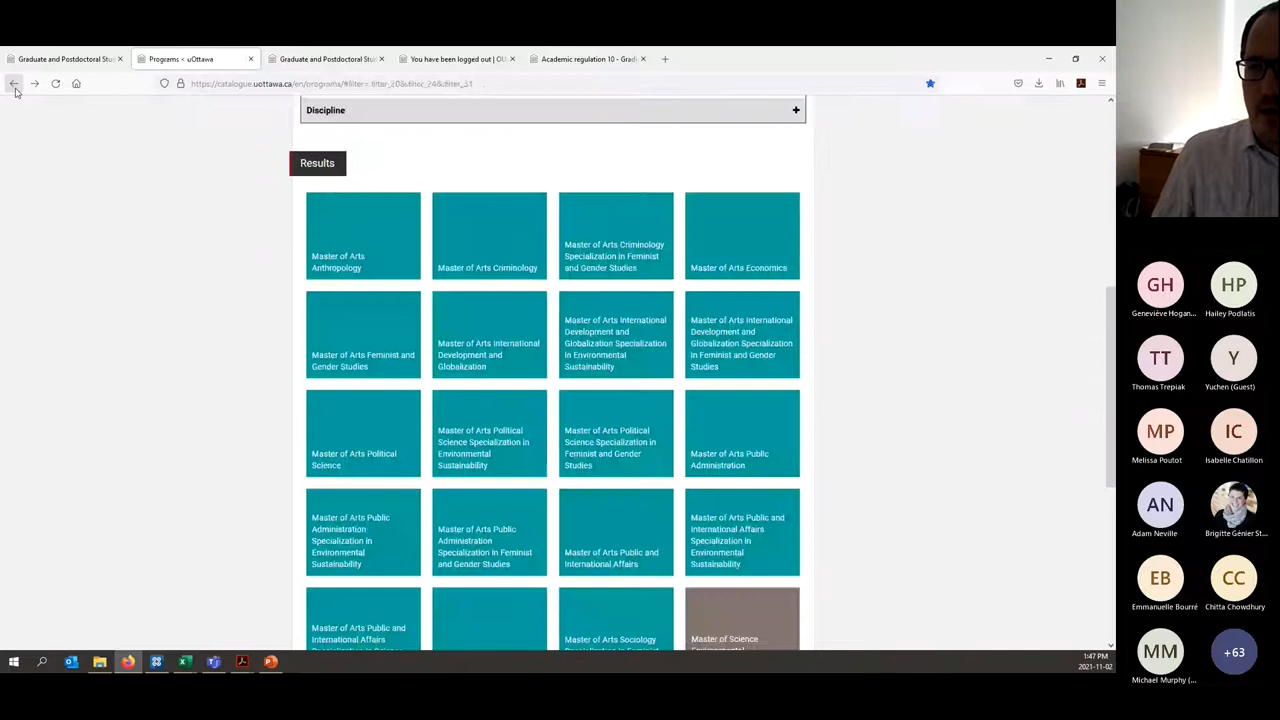 Graduate and Postdoctoral Stu
Programs < uOttawa
Graduate and Postdoctoral Stu
You have been logged out | OU
Academic regulation 10 - Grad
Discipline
Results
Master of Arts
Anthropology
Master of Arts Criminology
Master of Arts Criminology
Specialization in Feminist
and Gender Studies
Master of Arts Economics
Master of Arts Feminist and
Gender Studies
Master of Arts International
Development and
Globalization
Master of Arts International
Development and
Globalization Specialization
in Environmental
Sustainability
Master of Arts International
Development and
Globalization Specialization
in Feminist and Gender
Studies
Master of Arts Political
Science
Master of Arts Political
Science Specialization in
Environmental
Sustainability
Master of Arts Political
Science Specialization in
Feminist and Gender
Studies
Master of Arts Public
Administration
Master of Arts Public
Administration
Specialization in
Environmental
Sustainability
Master of Arts Public
Administration
Specialization in Feminist
and Gender Studies
Master of Arts Public and
International Affairs
Master of Arts Public and
International Affairs
Specialization in
Environmental
Sustainability
Master of Arts Public and
International Affairs
Master of Arts Sociology
Master of Science
1:47 PM
2021-11-02
GH
Geneviève Hogan...
HP
Hailey Podlatis
TT
Thomas Trepiak
Y
Yuchen (Guest)
MP
Melissa Poutot
IC
Isabelle Chatillon
AN
Adam Neville
Brigitte Génier St...
EB
Emmanuelle Bourré
CC
Chitta Chowdhury
MM
Michael Murphy (...
+63